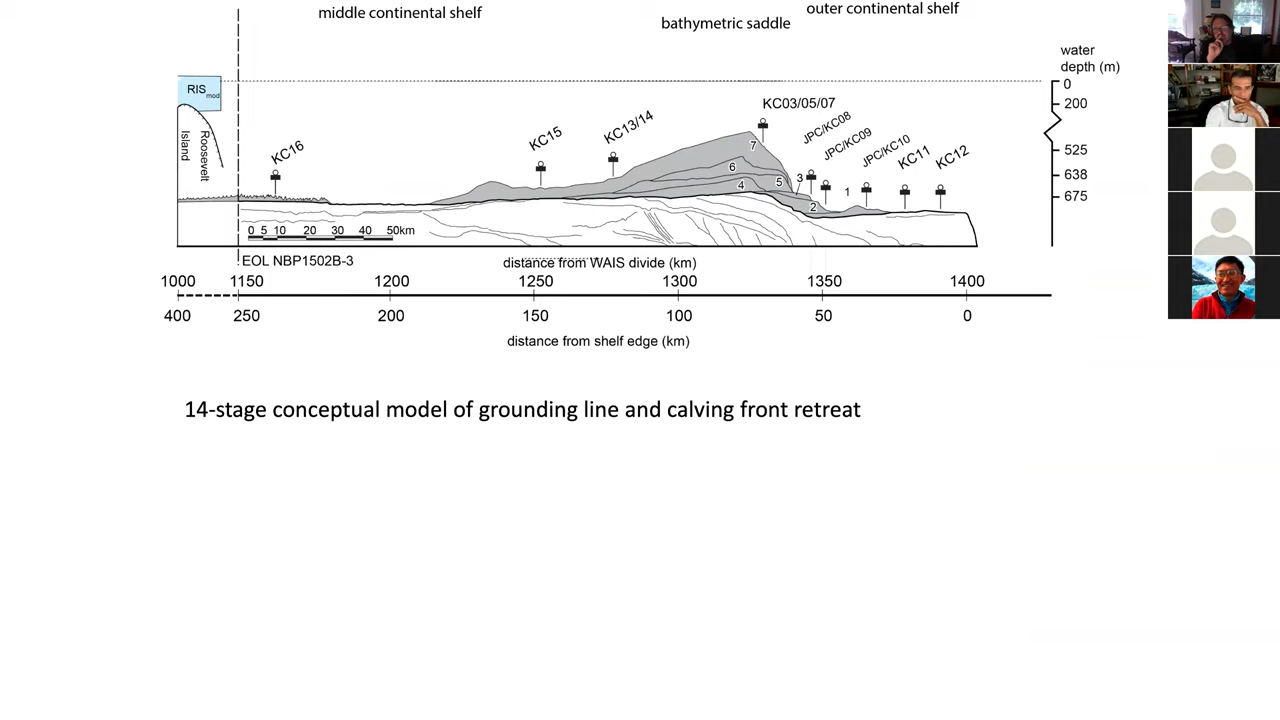 middle continental shelf
bathymetric saddle
outer continental shelf
water
depth (m)
0
200
525
638
675
RISmod
Roosevelt
Island
KC16
KC15
KC13/14
KC03/05/07
JPC/KC08
JPC/KC09
JPC/KC10
KC11
KC12
7
6
5
4
3
2
1
0 5 10 20 30 40 50km
EOL NBP1502B-3
distance from WAIS divide (km)
1000 1150 1200 1250 1300 1350 1400
400 250 200 150 100 50 0
distance from shelf edge (km)
14-stage conceptual model of grounding line and calving front retreat